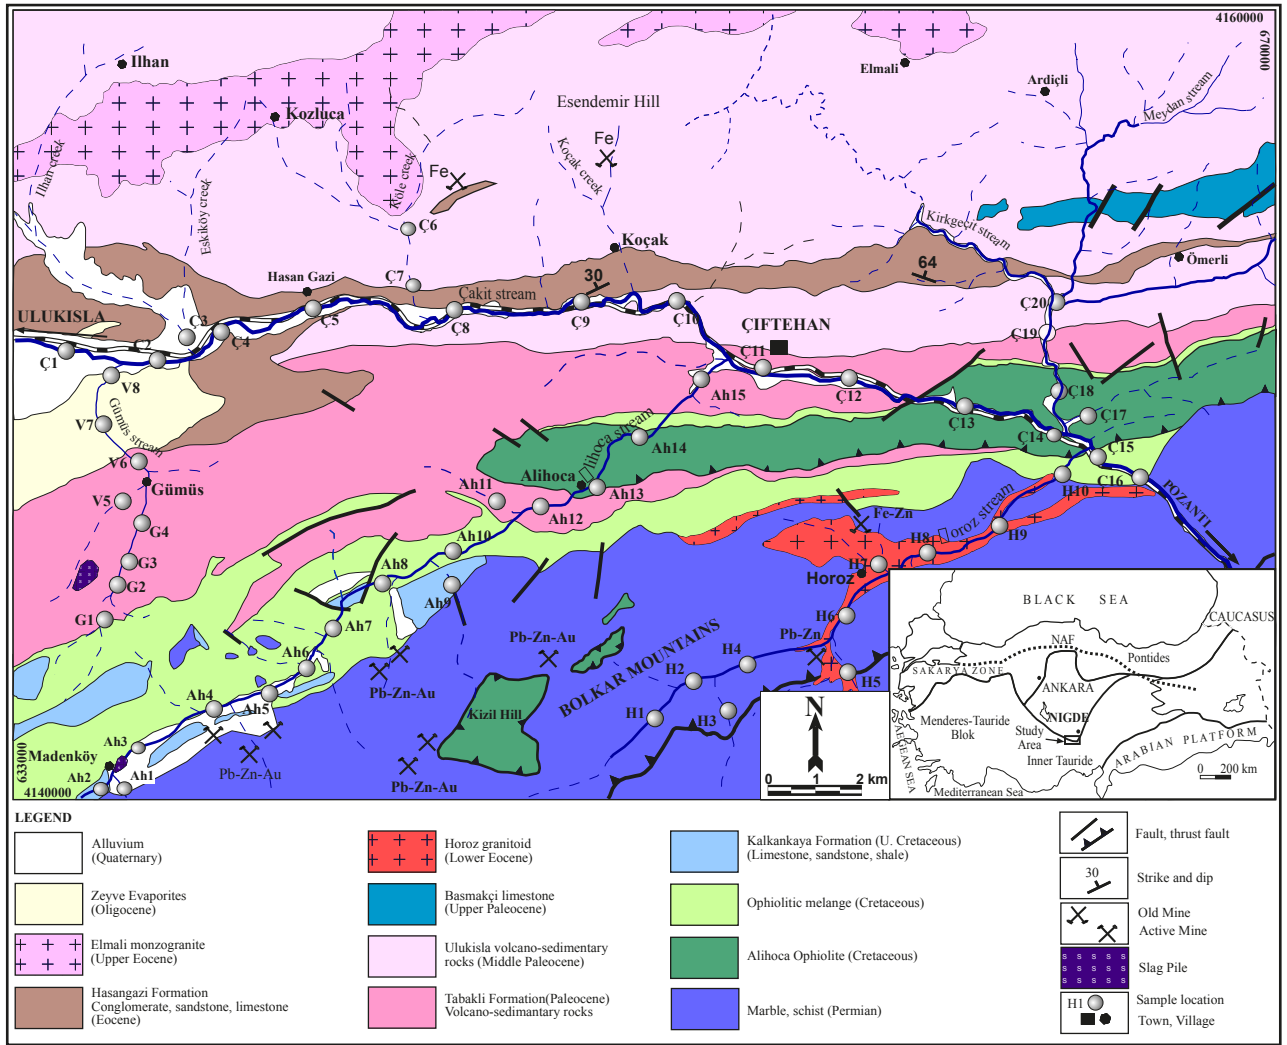 4160000
670000
Ilhan
Elmali
Ardiçli
Meydan stream
Esendemir Hill
Kozluca
Fe
Koçak creek
Ilhan creek
Fe
Köle creek
Eskiköy creek
Ç6
Kirkgeçit stream
Koçak
Ömerli
64
Hasan Gazi
Ç7
30
Çakit stream
ULUKISLA
Ç3
Ç4
Ç5
Ç8
Ç9
Ç10
Ç20
ÇIFTEHAN
Ç19
Ç1
Ç2
Ç11
V8
Ah15
Ç12
Ç18
V7
Gümüs stream
Ç13
Ç17
lihoca stream
Ç14
Ah14
Ç15
V6
Gümüs
Alihoca
Ah13
Ah11
C16
H10
POZANTI
V5
Ah12
Fe-Zn
oroz stream
G4
H9
Ah10
H8
G3
H7
Horoz
G2
Ah8
Ah9
G1
H6
Ah7
Pb-Zn-Au
Pb-Zn
BOLKAR MOUNTAINS
H4
Ah6
H2
H5
Pb-Zn-Au
Ah4
Ah5
Kizil Hill
H1
H3
Ah3
Madenköy
Pb-Zn-Au
Ah2
Ah1
Pb-Zn-Au
633000
4140000
N
0 1 2 km
BLACK SEA
CAUCASUS
NAF
Pontides
SAKARYA ZONE
ANKARA
NIGDE
Menderes-Tauride
Blok
Study
Area
Inner Tauride
ARABIAN PLATFORM
AEGEAN SEA
Mediterranean Sea
0 200 km
LEGEND
Alluvium
(Quaternary)
Zeyve Evaporites
(Oligocene)
Elmali monzogranite
(Upper Eocene)
Hasangazi Formation
Conglomerate, sandstone, limestone
(Eocene)
Horoz granitoid
(Lower Eocene)
Basmakçi limestone
(Upper Paleocene)
Ulukisla volcano-sedimentary
rocks (Middle Paleocene)
Tabakli Formation(Paleocene)
Volcano-sedimantary rocks
Kalkankaya Formation (U. Cretaceous)
(Limestone, sandstone, shale)
Ophiolitic melange (Cretaceous)
Alihoca Ophiolite (Cretaceous)
Marble, schist (Permian)
Fault, thrust fault
30
Strike and dip
Old Mine
Active Mine
s s s s s
s s s s s
s s s s s
Slag Pile
H1
Sample location
Town, Village